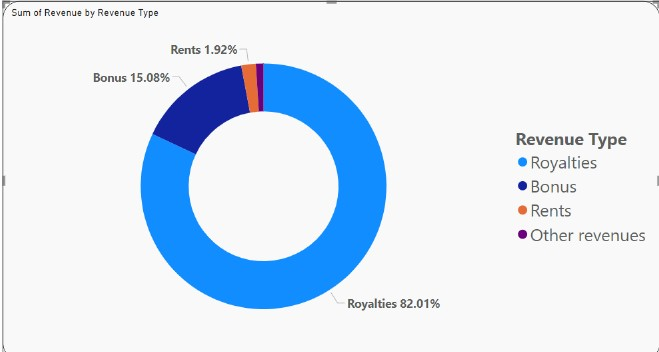 Sum of Revenue by Revenue Type
Rents 1.92%
Bonus 15.08%
Royalties 82.01%
Revenue Type
Royalties
Bonus
Rents
Other revenues